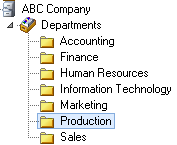 ABC Company
Departments
Accounting
Finance
Human Resources
Information Technology
Marketing
Production
Sales